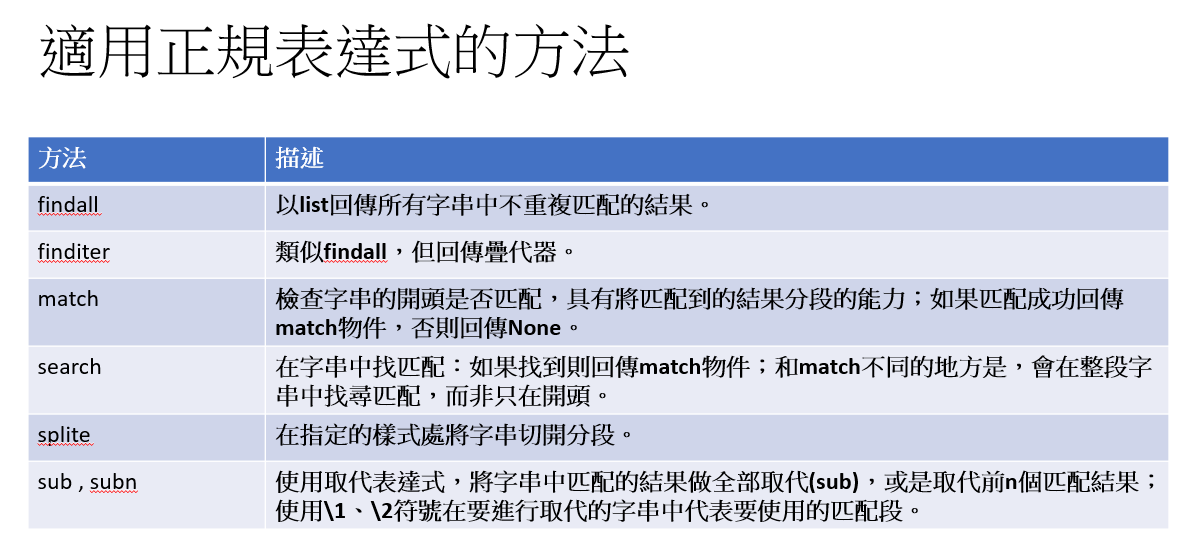 適用正規表達式的方法
方法
描述
findall
以list回傳所有字串中不重複匹配的結果。
finditer
類似findall，但回傳疊代器。
match
檢查字串的開頭是否匹配，具有將匹配到的結果分段的能力；如果匹配成功回傳
match物件，否則回傳None。
search
在字串中找匹配：如果找到則回傳match物件；和match不同的地方是，會在整段字
串中找尋匹配，而非只在開頭。
splite
在指定的樣式處將字串切開分段。
sub , subn
使用取代表達式，將字串中匹配的結果做全部取代(sub)，或是取代前n個匹配結果；
使用\1、\2符號在要進行取代的字串中代表要使用的匹配段。